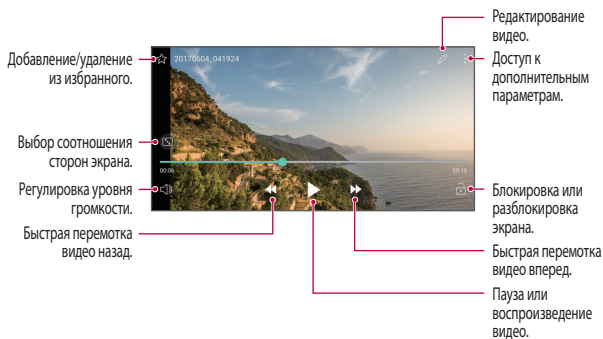 Редактирование
видео.
Добавление/удаление
из избранного.
20170604_041924
Доступ к
дополнительным
параметрам.
Выбор соотношения
сторон экрана.
00:06
00:15
Регулировка уровня
громкости.
Блокировка или
разблокировка
экрана.
Быстрая перемотка
видео назад.
Быстрая перемотка
видео вперед.
Пауза или
воспроизведение
видео.